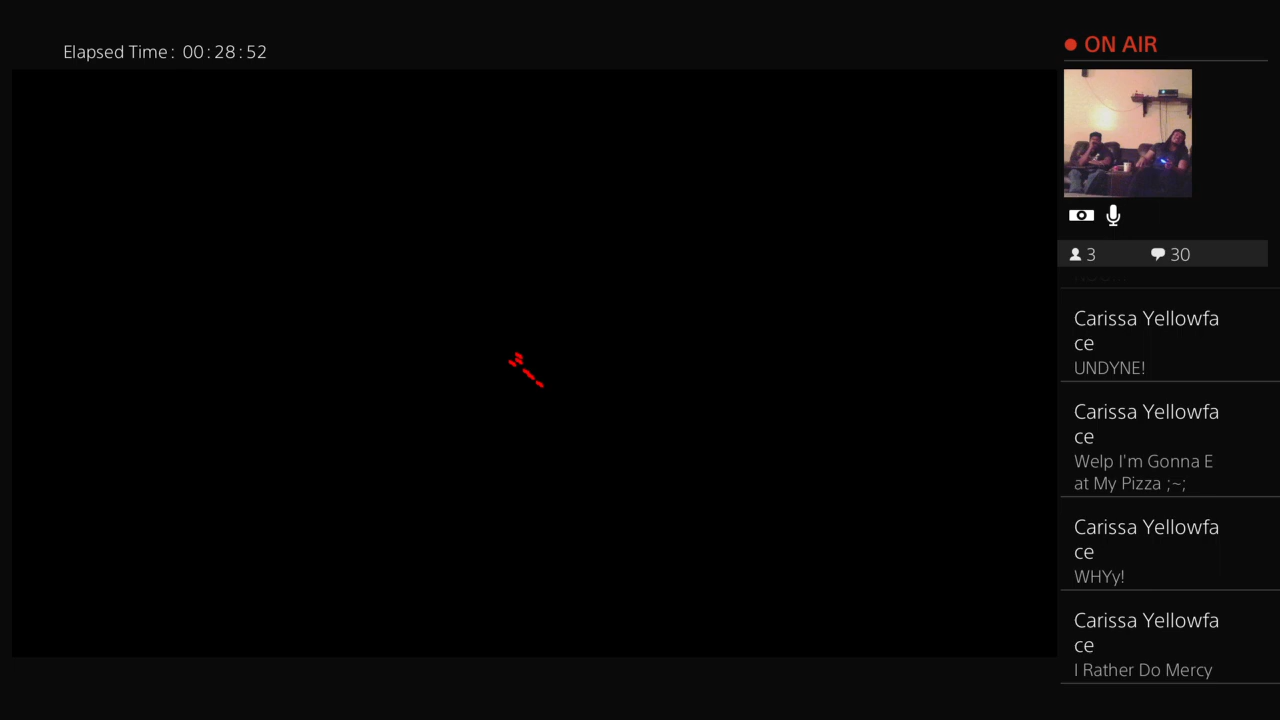 Elapsed Time: 00:28:52
ON AIR
3 30
Carissa Yellowfa
ce
UNDYNE!
Carissa Yellowfa
ce
Welp I'm Gonna E
at My Pizza ;~;
Carissa Yellowfa
ce
WHYy!
Carissa Yellowfa
ce
I Rather Do Mercy